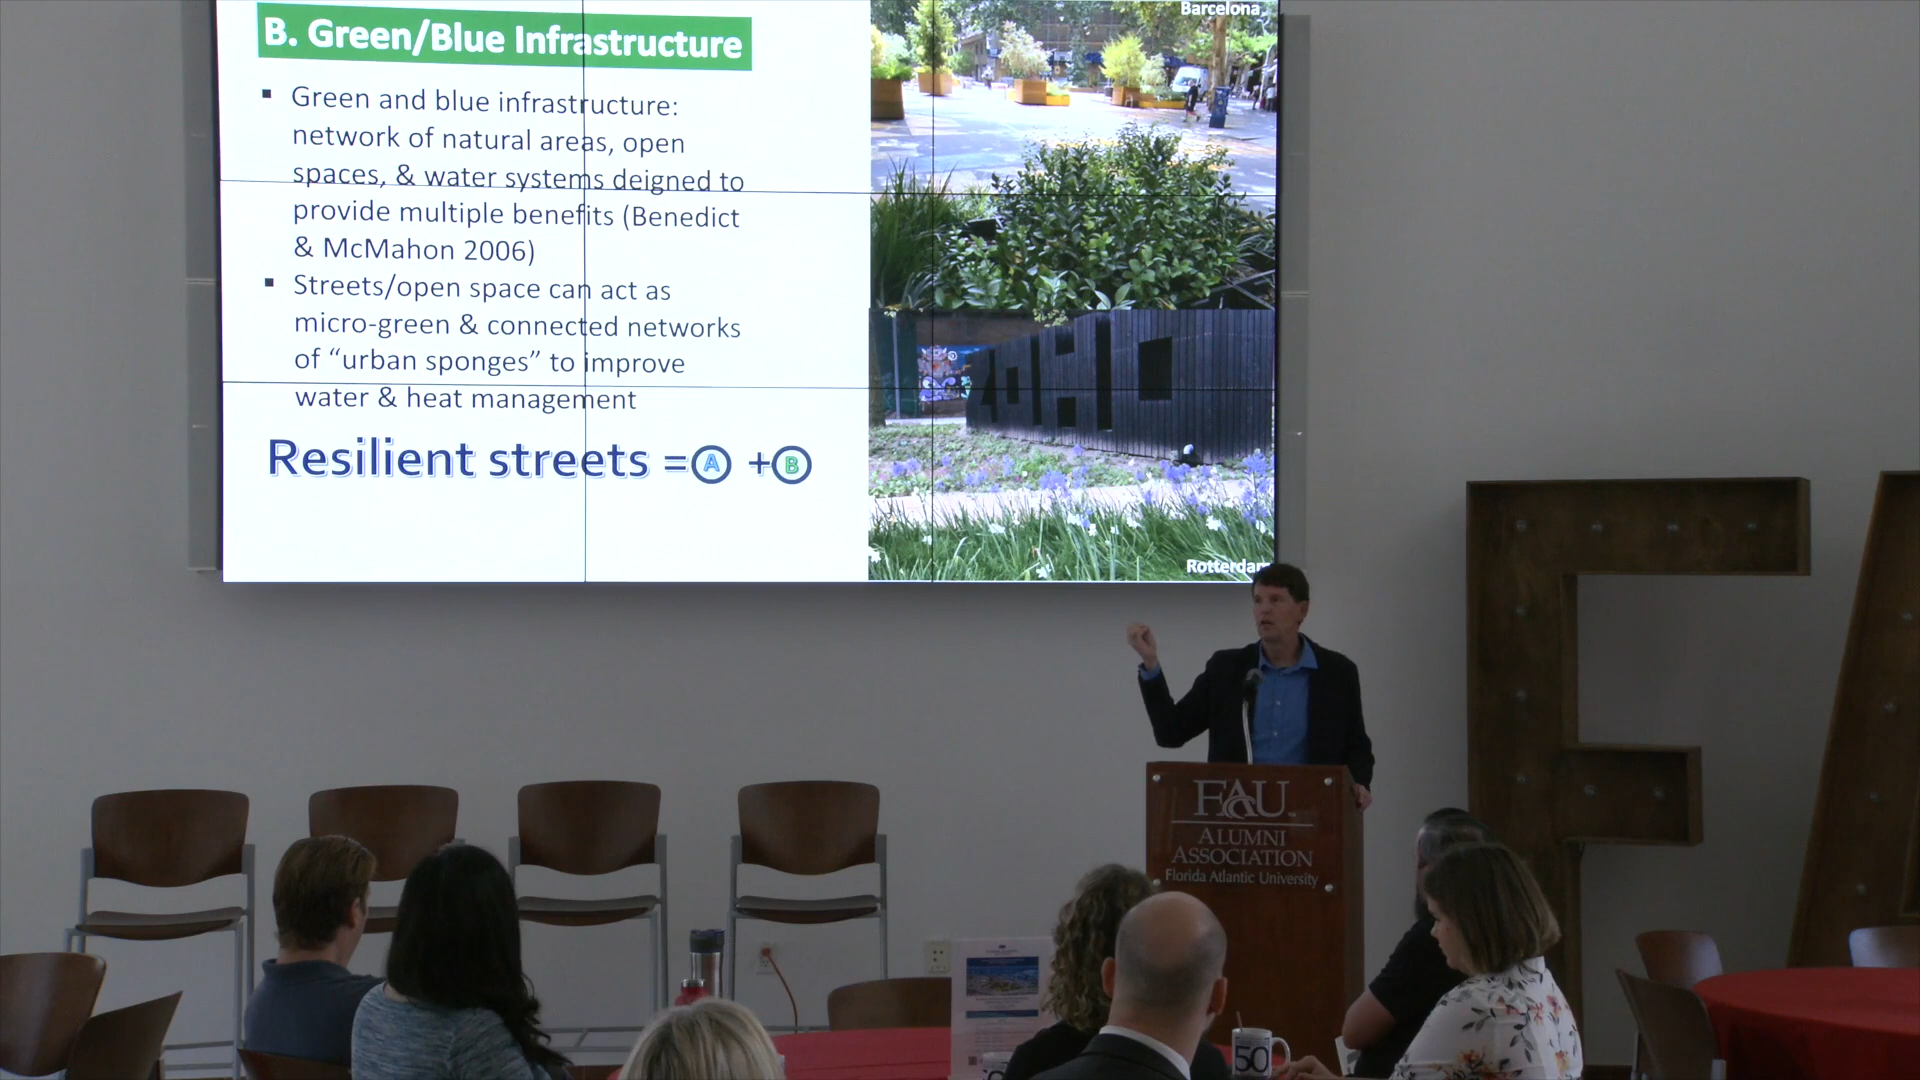 B. Green/Blue Infrastructure
Barcelona
▪ Green and blue infrastructure:
network of natural areas, open
spaces, & water systems deigned to
provide multiple benefits (Benedict
& McMahon 2006)
▪ Streets/open space can act as
micro-green & connected networks
of “urban sponges” to improve
water & heat management
Resilient streets = A + B
ZOHO
Rotterdam
FAU
ALUMNI
ASSOCIATION
Florida Atlantic University
50
FA